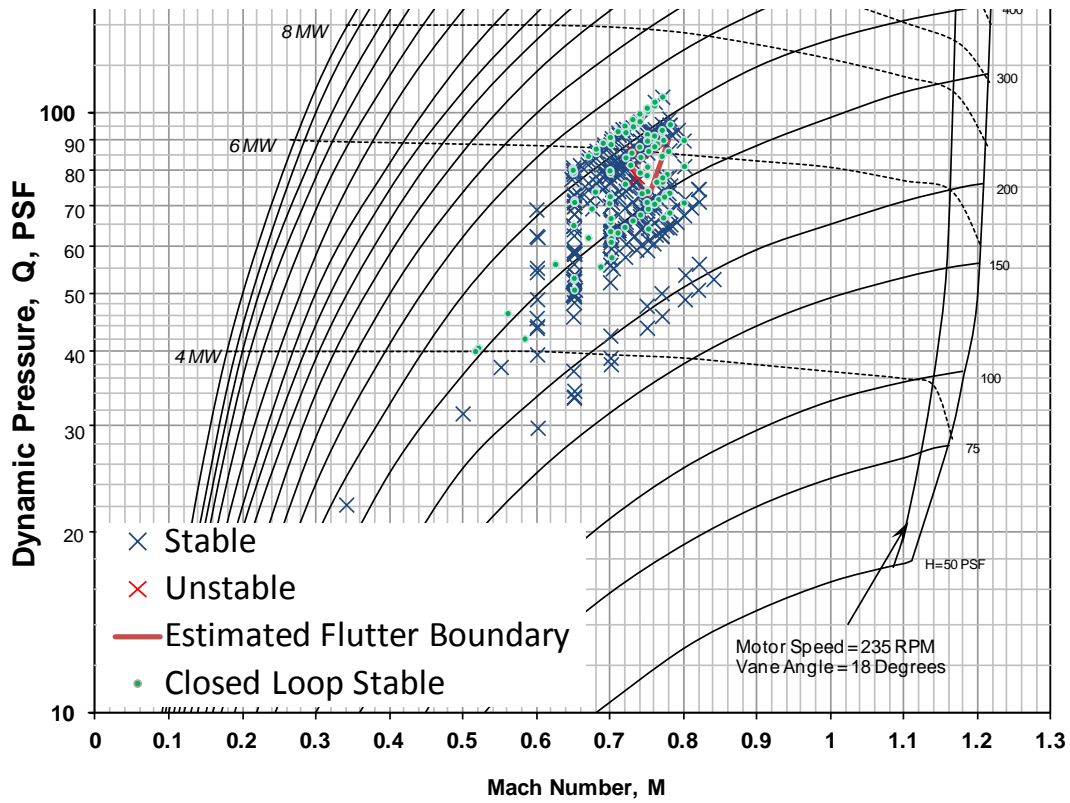 400
8 MW
300
100
90
6 MW
80
200
70
60
150
50
40
4 MW
100
30
75
20
H=50 PSF
10
Dynamic Pressure, Q, PSF
Stable
Unstable
Estimated Flutter Boundary
Closed Loop Stable
Motor Speed = 235 RPM
Vane Angle = 18 Degrees
0 0.1 0.2 0.3 0.4 0.5 0.6 0.7 0.8 0.9 1 1.1 1.2 1.3
Mach Number, M